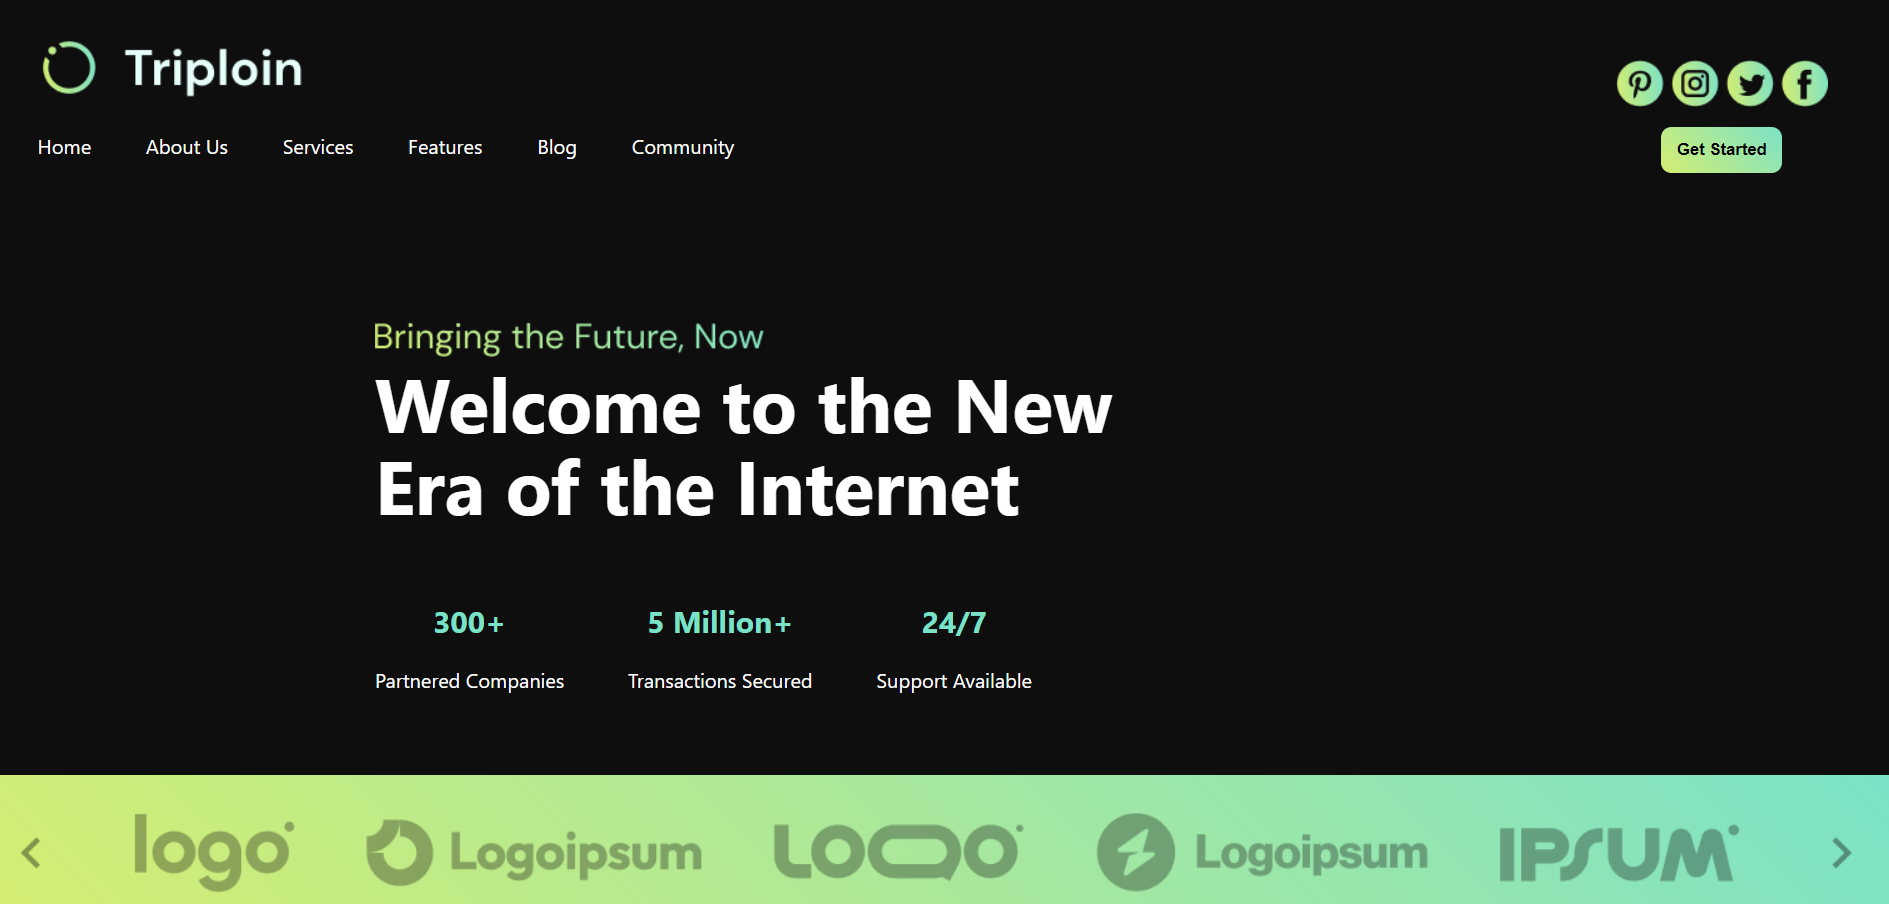 Triploin
Home About Us Services Features Blog Community
Get Started
Bringing the Future, Now
Welcome to the New
Era of the Internet
300+ 5 Million+ 24/7
Partnered Companies Transactions Secured Support Available
logo Logoipsum LOQO Logoipsum IPSUM